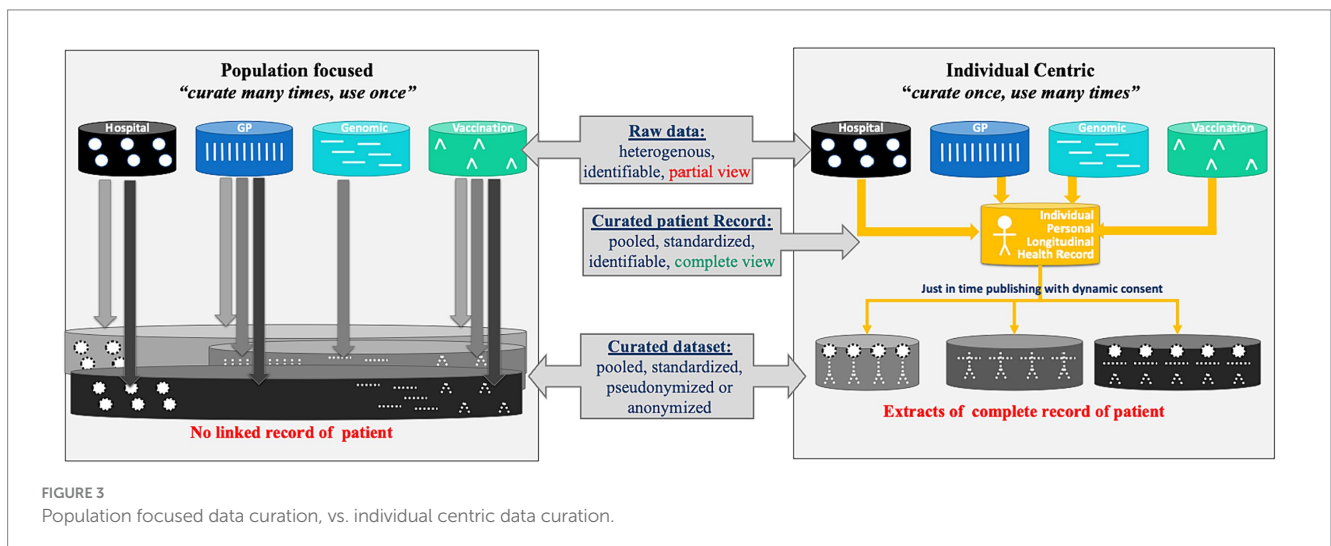 Population focused
“curate many times, use once”
Hospital
GP
Genomic
Vaccination
No linked record of patient
Raw data:
heterogenous,
identifiable, partial view
Curated patient Record:
pooled, standardized,
identifiable, complete view
Curated dataset:
pooled, standardized,
pseudonymized or
anonymized
Individual Centric
“curate once, use many times”
Hospital
GP
Genomic
Vaccination
Individual
Personal
Longitudinal
Health Record
Just in time publishing with dynamic consent
Extracts of complete record of patient
FIGURE 3
Population focused data curation, vs. individual centric data curation.